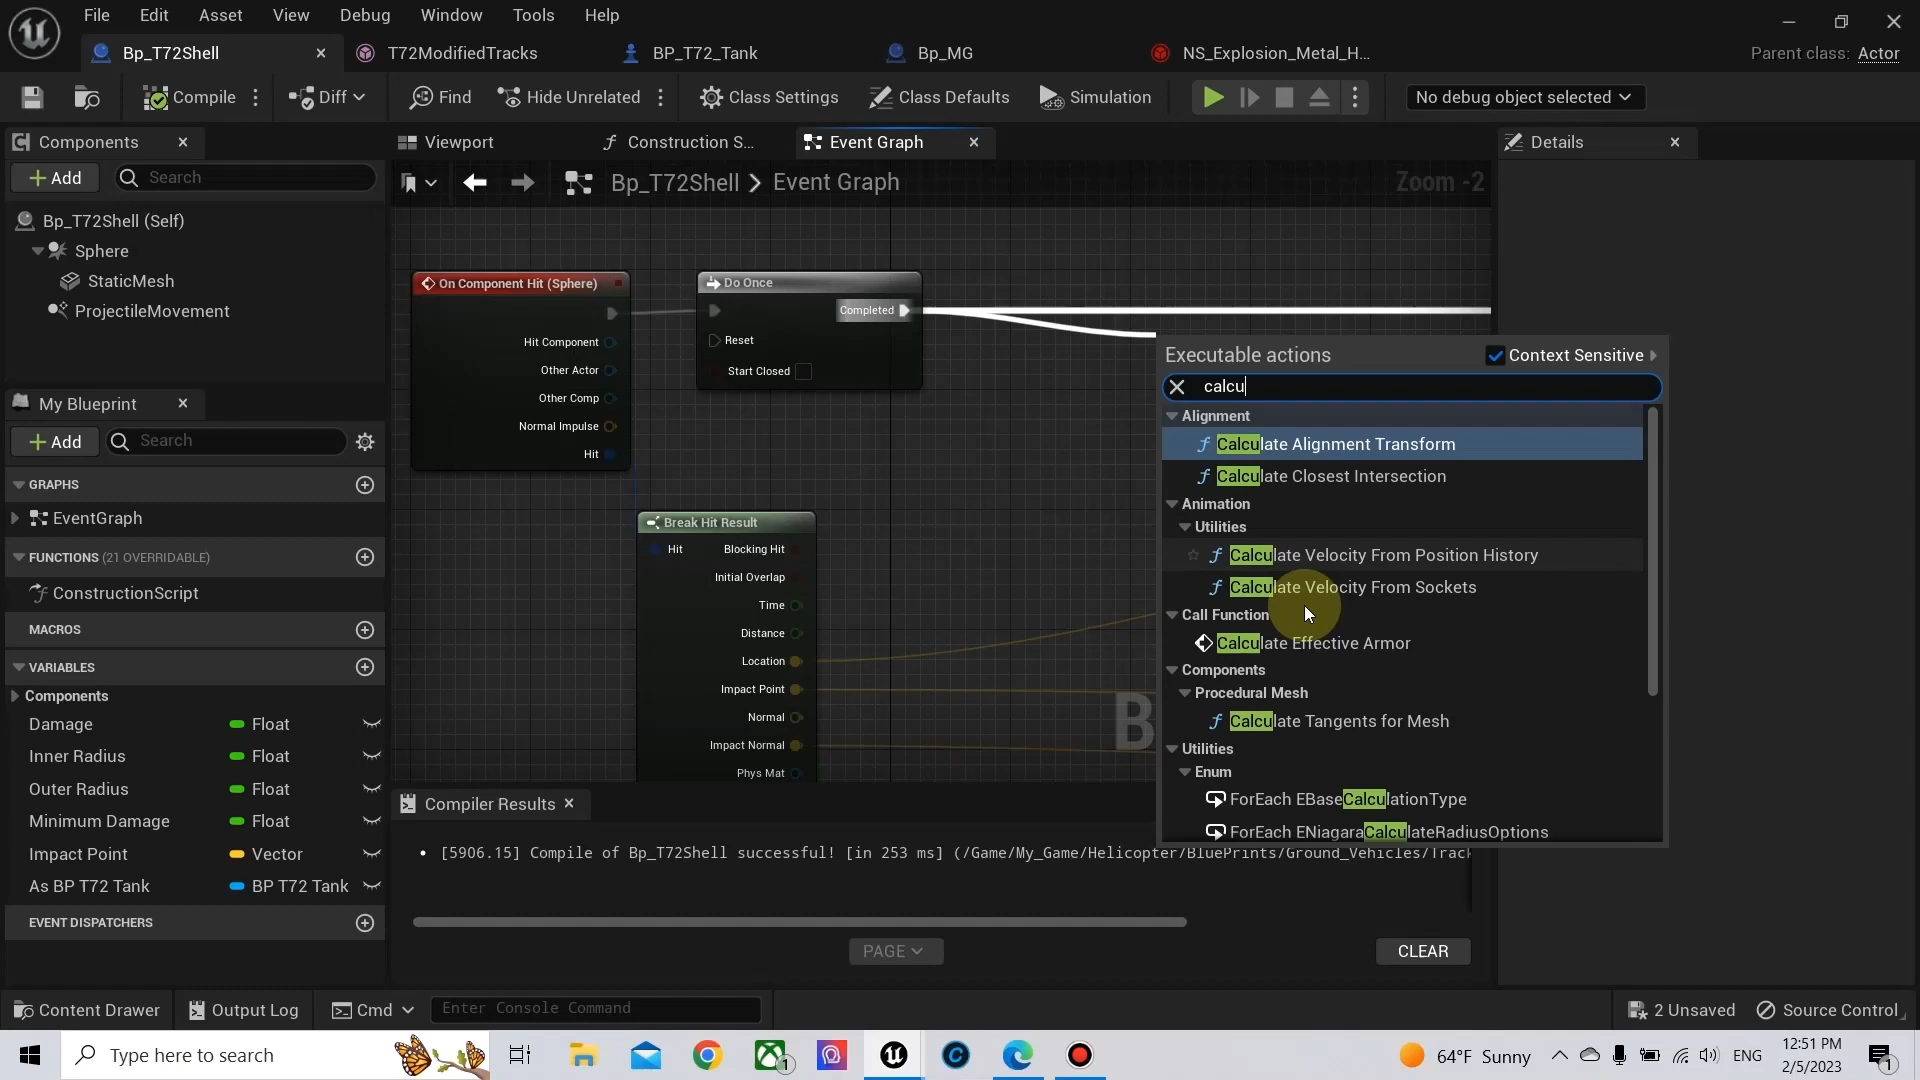 File Edit Asset View Debug Window Tools Help
Bp_T72Shell T72ModifiedTracks BP_T72_Tank Bp_MG NS_Explosion_Metal_H... Parent class: Actor
Compile Diff Find Hide Unrelated Class Settings Class Defaults Simulation No debug object selected
Components Viewport Construction S... Event Graph Details
Add Search Bp_T72Shell Event Graph Zoom -2
Bp_T72Shell (Self)
Sphere
StaticMesh
ProjectileMovement
On Component Hit (Sphere)
Hit Component
Other Actor
Other Comp
Normal Impulse
Hit
Do Once
Completed
Reset
Start Closed
Break Hit Result
Hit Blocking Hit
Initial Overlap
Time
Distance
Location
Impact Point
Normal
Impact Normal
Phys Mat
B
Executable actions Context Sensitive
calcu
Alignment
Calculate Alignment Transform
Calculate Closest Intersection
Animation
Utilities
Calculate Velocity From Position History
Calculate Velocity From Sockets
Call Function
Calculate Effective Armor
Components
Procedural Mesh
Calculate Tangents for Mesh
Utilities
Enum
ForEach EBaseCalculationType
ForEach ENiagaraCalculateRadiusOptions
My Blueprint
Add Search
GRAPHS
EventGraph
FUNCTIONS (21 OVERRIDABLE)
ConstructionScript
MACROS
VARIABLES
Components
Damage Float
Inner Radius Float
Outer Radius Float
Minimum Damage Float
Impact Point Vector
As BP T72 Tank BP T72 Tank
EVENT DISPATCHERS
Compiler Results
[5906.15] Compile of Bp_T72Shell successful! [in 253 ms] (/Game/My_Game/Helicopter/BluePrints/Ground_Vehicles/Track
PAGE CLEAR
Content Drawer Output Log Cmd Enter Console Command 2 Unsaved Source Control
Type here to search 1 64°F Sunny ENG 12:51 PM 1
2/5/2023